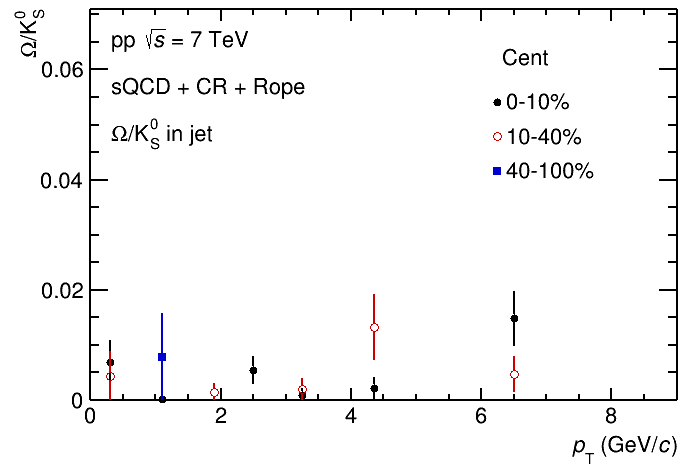 Ω/K⁰_S
0.06
0.04
0.02
0
pp √s = 7 TeV
sQCD + CR + Rope
Ω/K⁰_S in jet
Cent
0-10%
10-40%
40-100%
0 2 4 6 8
p_T (GeV/c)